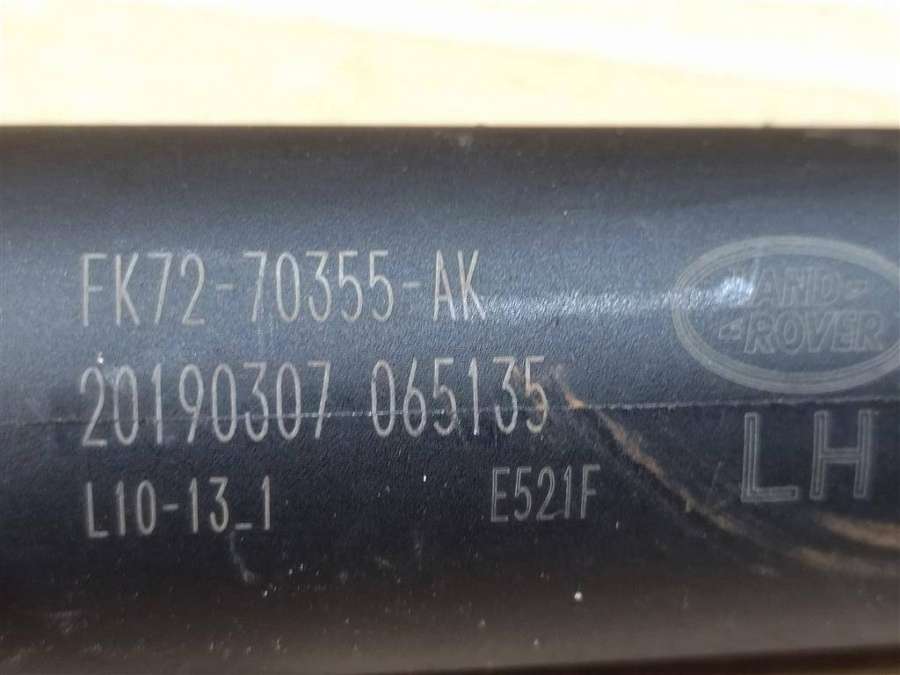 FK72-70355-AK
20190307 065135
L10-13_1 E521F
LAND-
-ROVER
LH